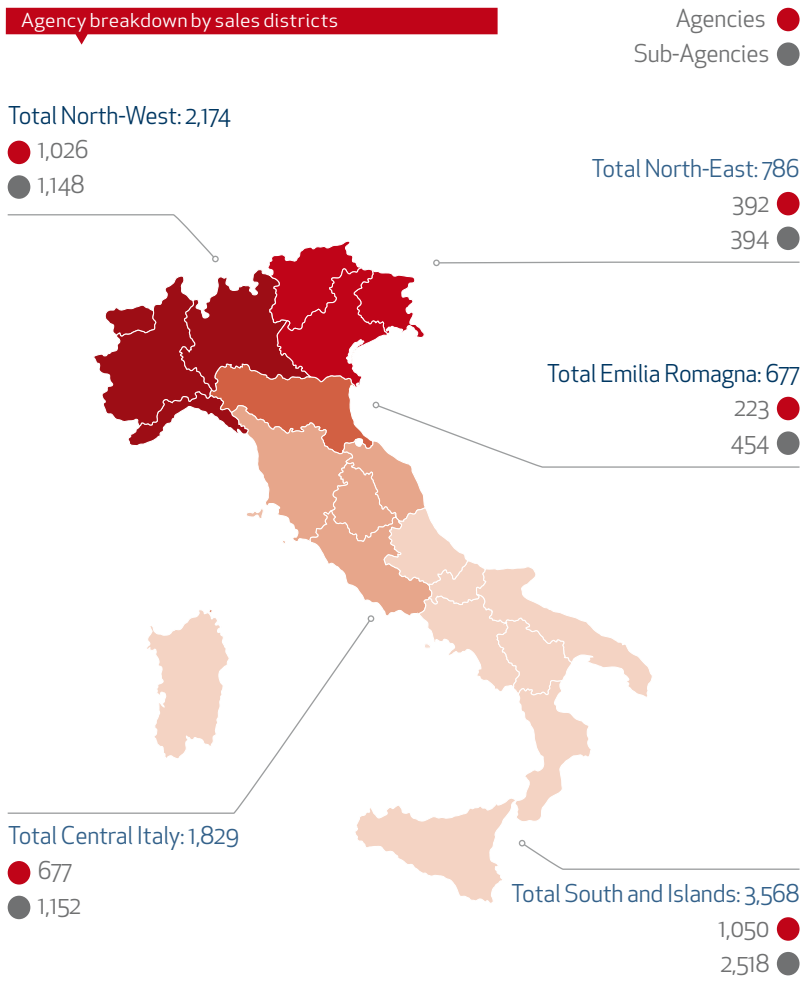 Agency breakdown by sales districts
Agencies
Sub-Agencies
Total North-West: 2,174
1,026
1,148
Total North-East: 786
392
394
Total Emilia Romagna: 677
223
454
Total Central Italy: 1,829
677
1,152
Total South and Islands: 3,568
1,050
2,518